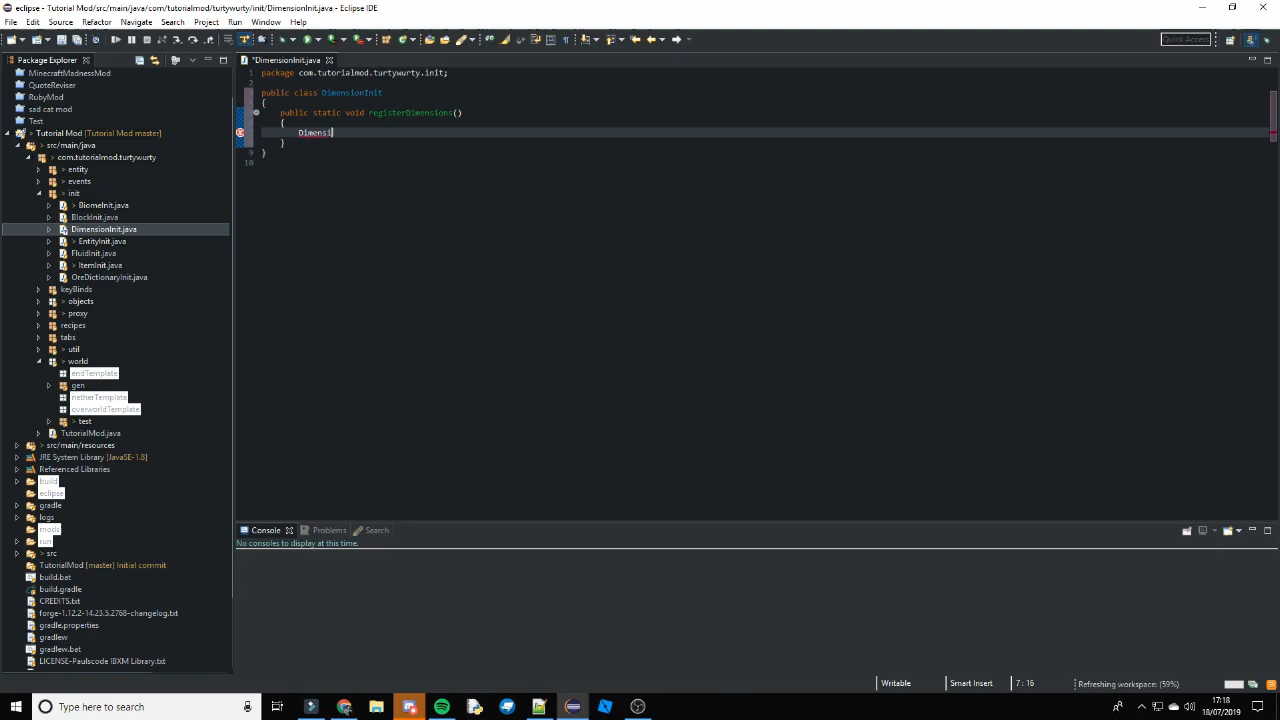 eclipse - Tutorial Mod/src/main/java/com/tutorialmod/turtywurty/init/DimensionInit.java - Eclipse IDE
File Edit Source Refactor Navigate Search Project Run Window Help
Quick Access
Package Explorer
*DimensionInit.java
MinecraftMadnessMod
QuoteReviser
RubyMod
sad cat mod
Test
> Tutorial Mod [Tutorial Mod master]
> src/main/java
> com.tutorialmod.turtywurty
> entity
> events
> init
> BiomeInit.java
BlockInit.java
DimensionInit.java
> EntityInit.java
FluidInit.java
> ItemInit.java
OreDictionaryInit.java
keyBinds
> objects
> proxy
recipes
tabs
> util
> world
endTemplate
gen
netherTemplate
overworldTemplate
> test
TutorialMod.java
> src/main/resources
JRE System Library [JavaSE-1.8]
Referenced Libraries
build
eclipse
gradle
logs
mods
run
> src
TutorialMod [master] Initial commit
build.bat
build.gradle
CREDITS.txt
forge-1.12.2-14.23.5.2768-changelog.txt
gradle.properties
gradlew
gradlew.bat
LICENSE-Paulscode IBXM Library.txt
1 package com.tutorialmod.turtywurty.init;
2
public class DimensionInit
{
public static void registerDimensions()
{
Dimensi
}
9 }
10
Console Problems Search
No consoles to display at this time.
Writable Smart Insert 7 : 16 Refreshing workspace: (59%)
Type here to search
17:18
18/07/2019